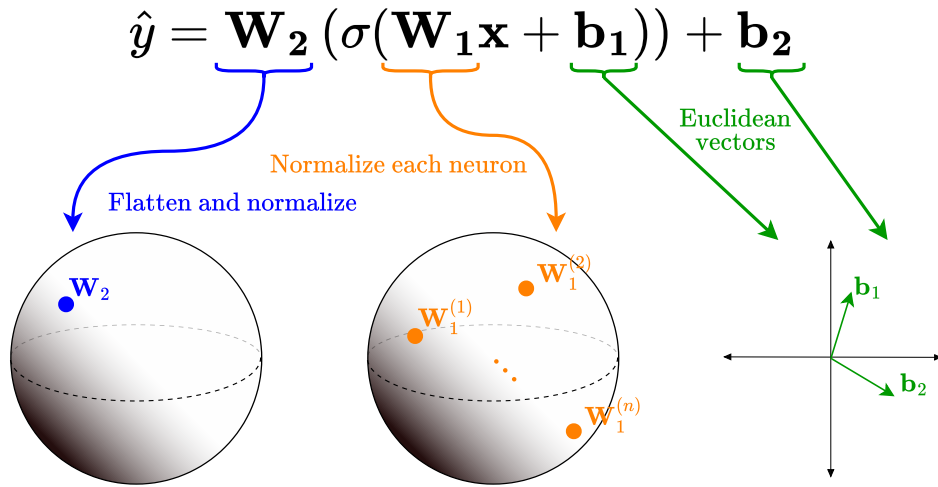 ŷ = W₂ (σ(W₁x + b₁)) + b₂
Euclidean
vectors
Normalize each neuron
Flatten and normalize
W₂
W₁⁽²⁾
W₁⁽¹⁾
W₁⁽ⁿ⁾
b₁
b₂